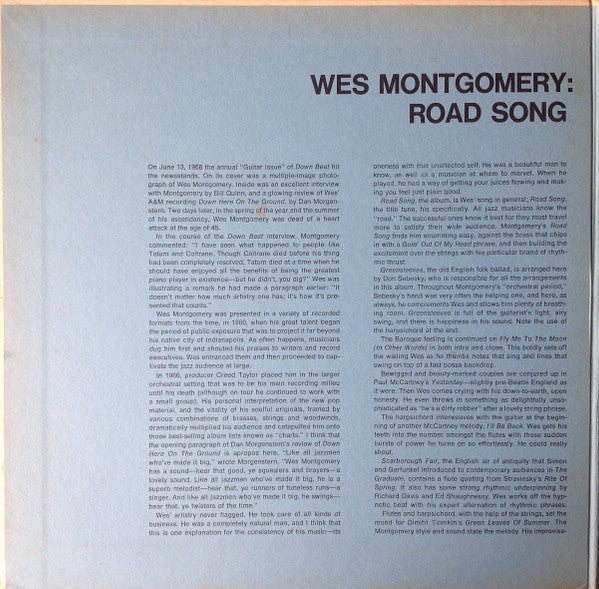 WES MONTGOMERY:
ROAD SONG
On June 13, 1968 the annual "Guitar Issue" of Down Beat hit
the newsstands. On its cover was a multiple-image photo-
graph of Wes Montgomery. Inside was an excellent interview
with Montgomery by Bill Quinn, and a glowing review of Wes'
A&M recording Down Here On The Ground, by Dan Morgen-
stern. Two days later, in the spring of the year and the summer
of his ascendancy, Wes Montgomery was dead of a heart
attack at the age of 45.
In the course of the Down Beat interview, Montgomery
commented: "I have seen what happened to people like
Tatum and Coltrane. Though Coltrane died before his thing
had been completely resolved, Tatum died at a time when he
should have enjoyed all the benefits of being the greatest
piano player in existence—but he didn't, you dig?" Wes was
illustrating a remark he had made a paragraph earlier: "It
doesn't matter how much artistry one has; it's how it's pre-
sented that counts."
Wes Montgomery was presented in a variety of recorded
formats from the time, in 1960, when his great talent began
the period of public exposure that was to project it far beyond
his native city of Indianapolis. As often happens, musicians
dug him first and shouted his praises to writers and record
executives. Wes entranced them and then proceeded to cap-
tivate the jazz audience at large.
In 1966, producer Creed Taylor placed him in the larger
orchestral setting that was to be his main recording milieu
until his death (although on tour he continued to work with
a small group). His personal interpretation of the new pop
material, and the vitality of his soulful originals, framed by
various combinations of brasses, strings and woodwinds,
dramatically multiplied his audience and catapulted him onto
those best-selling album lists known as "charts." I think that
the opening paragraph of Dan Morgenstern's review of Down
Here On The Ground is apropos here. "Like all jazzmen
who've made it big," wrote Morgenstern. "Wes Montgomery
has a sound—hear that good, ye squeakers and brayers—a
lovely sound. Like all jazzmen who've made it big, he is a
superb melodist—hear that, ye runners of tuneless runs—a
singer. And like all jazzmen who've made it big, he swings—
hear that, ye twisters of the time."
Wes' artistry never flagged. He took care of all kinds of
business. He was a completely natural man, and I think that
this is one explanation for the consistency of his music—its
oneness with that unaffected self. He was a beautiful man to
know, as well as a musician at whom to marvel. When he
played, he had a way of getting your juices flowing and mak-
ing you feel just plain good.
Road Song, the album, is Wes' song in general; Road Song,
the title tune, his specifically. All jazz musicians know the
"road." The successful ones know it best for they must travel
more to satisfy their wide audience. Montgomery's Road
Song finds him strumming easy, against the brass that chips
in with a Goin' Out Of My Head phrase, and then building the
excitement over the strings with his particular brand of rhyth-
mic thrust.
Greensleeves, the old English folk ballad, is arranged here
by Don Sebesky, who is responsible for all the arrangements
in this album. Throughout Montgomery's "orchestral period,"
Sebesky's hand was very often the helping one, and here, as
always, he complements Wes and allows him plenty of breath-
ing room. Greensleeves is full of the guitarist's light, airy
swing, and there is happiness in his sound. Note the use of
the harpsichord at the end.
The Baroque feeling is continued on Fly Me To The Moon
(In Other Words) in both intro and close. This boldly sets off
the wailing Wes as he thumbs notes that sing and lines that
swing on top of a fast bossa backdrop.
Bewigged and beauty-marked couples are conjured up in
Paul McCartney's Yesterday—slightly pre-Beatle England as
it were. Then Wes comes crying with his down-to-earth, open
honesty. He even throws in something as delightfully unso-
phisticated as "he's a dirty robber" after a lovely string phrase.
The harpsichord interweaves with the guitar at the begin-
ning of another McCartney melody, I'll Be Back. Wes gets his
teeth into the number amongst the flutes with those sudden
bursts of power he turns on so effortlessly. He could really
shout.
Scarborough Fair, the English air of antiquity that Simon
and Garfunkel introduced to contemporary audiences in The
Graduate, contains a flute quoting from Stravinsky's Rite Of
Spring. It also has some strong rhythmic underpinning by
Richard Davis and Ed Shaughnessy. Wes works off the hyp-
notic beat with his expert alternation of rhythmic phrases.
Flutes and harpsichord, with the help of the strings, set the
mood for Dimitri Tiomkin's Green Leaves Of Summer. The
Montgomery style and sound state the melody. His improvisa-